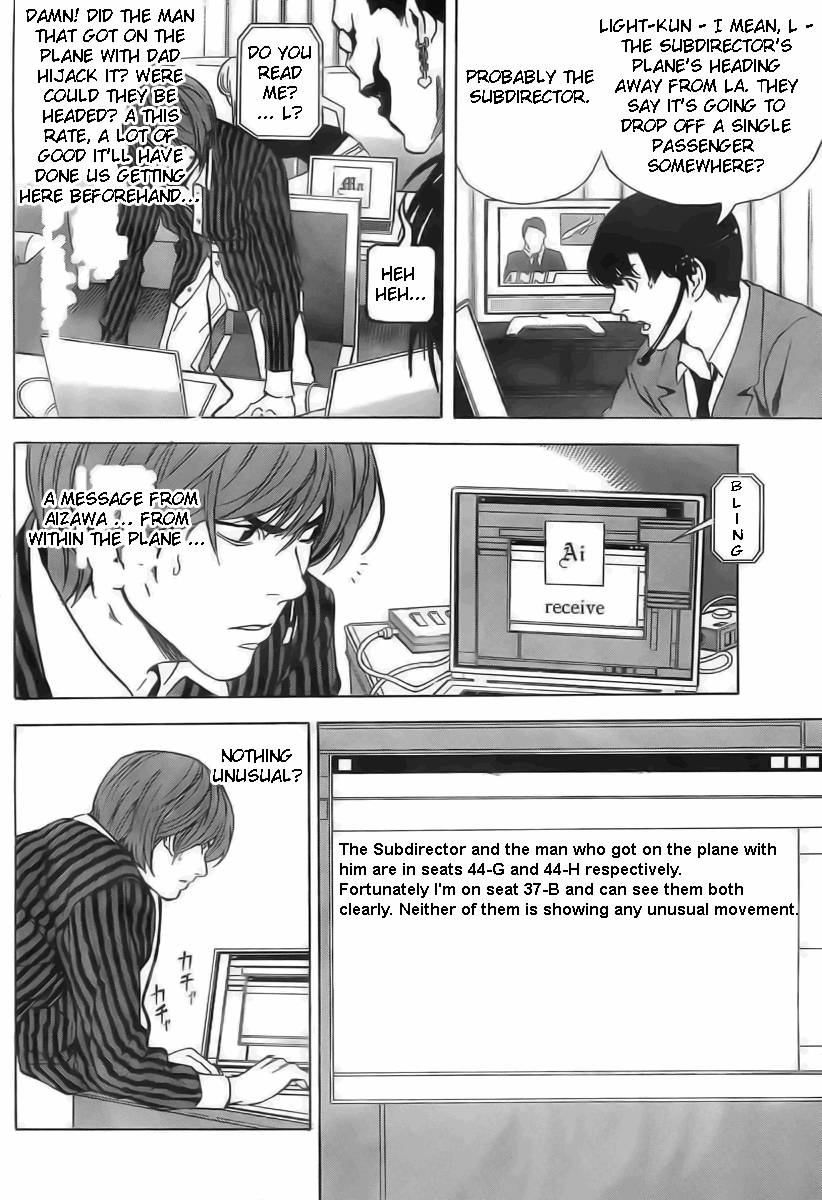 LIGHT-KUN - I MEAN, L -
THE SUBDIRECTOR'S
PLANE'S HEADING
AWAY FROM LA. THEY
SAY IT'S GOING TO
DROP OFF A SINGLE
PASSENGER
SOMEWHERE?
PROBABLY THE
SUBDIRECTOR.
DO YOU
READ
ME?
... L?
DAMN! DID THE MAN
THAT GOT ON THE
PLANE WITH DAD
HIJACK IT? WERE
COULD THEY BE
HEADED? A THIS
RATE, A LOT OF
GOOD IT'LL HAVE
DONE US GETTING
HERE BEFOREHAND...
HEH
HEH...
BLING
Ai
receive
A MESSAGE FROM
AIZAWA ... FROM
WITHIN THE PLANE ...
The Subdirector and the man who got on the plane with
him are in seats 44-G and 44-H respectively.
Fortunately I'm on seat 37-B and can see them both
clearly. Neither of them is showing any unusual movement.
NOTHING
UNUSUAL?
カチッ
カチッ